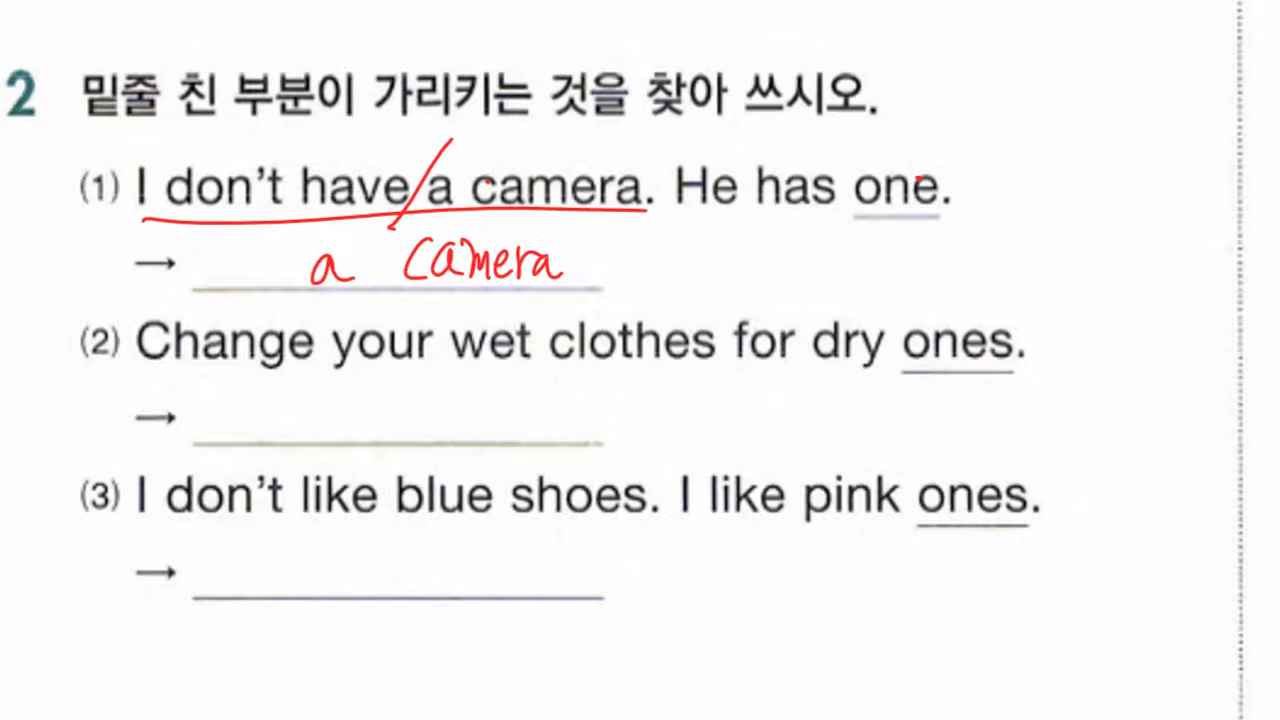 2 밑줄 친 부분이 가리키는 것을 찾아 쓰시오.
(1) I don't have / a camera. He has one.
→ a camera
(2) Change your wet clothes for dry ones.
→
(3) I don't like blue shoes. I like pink ones.
→